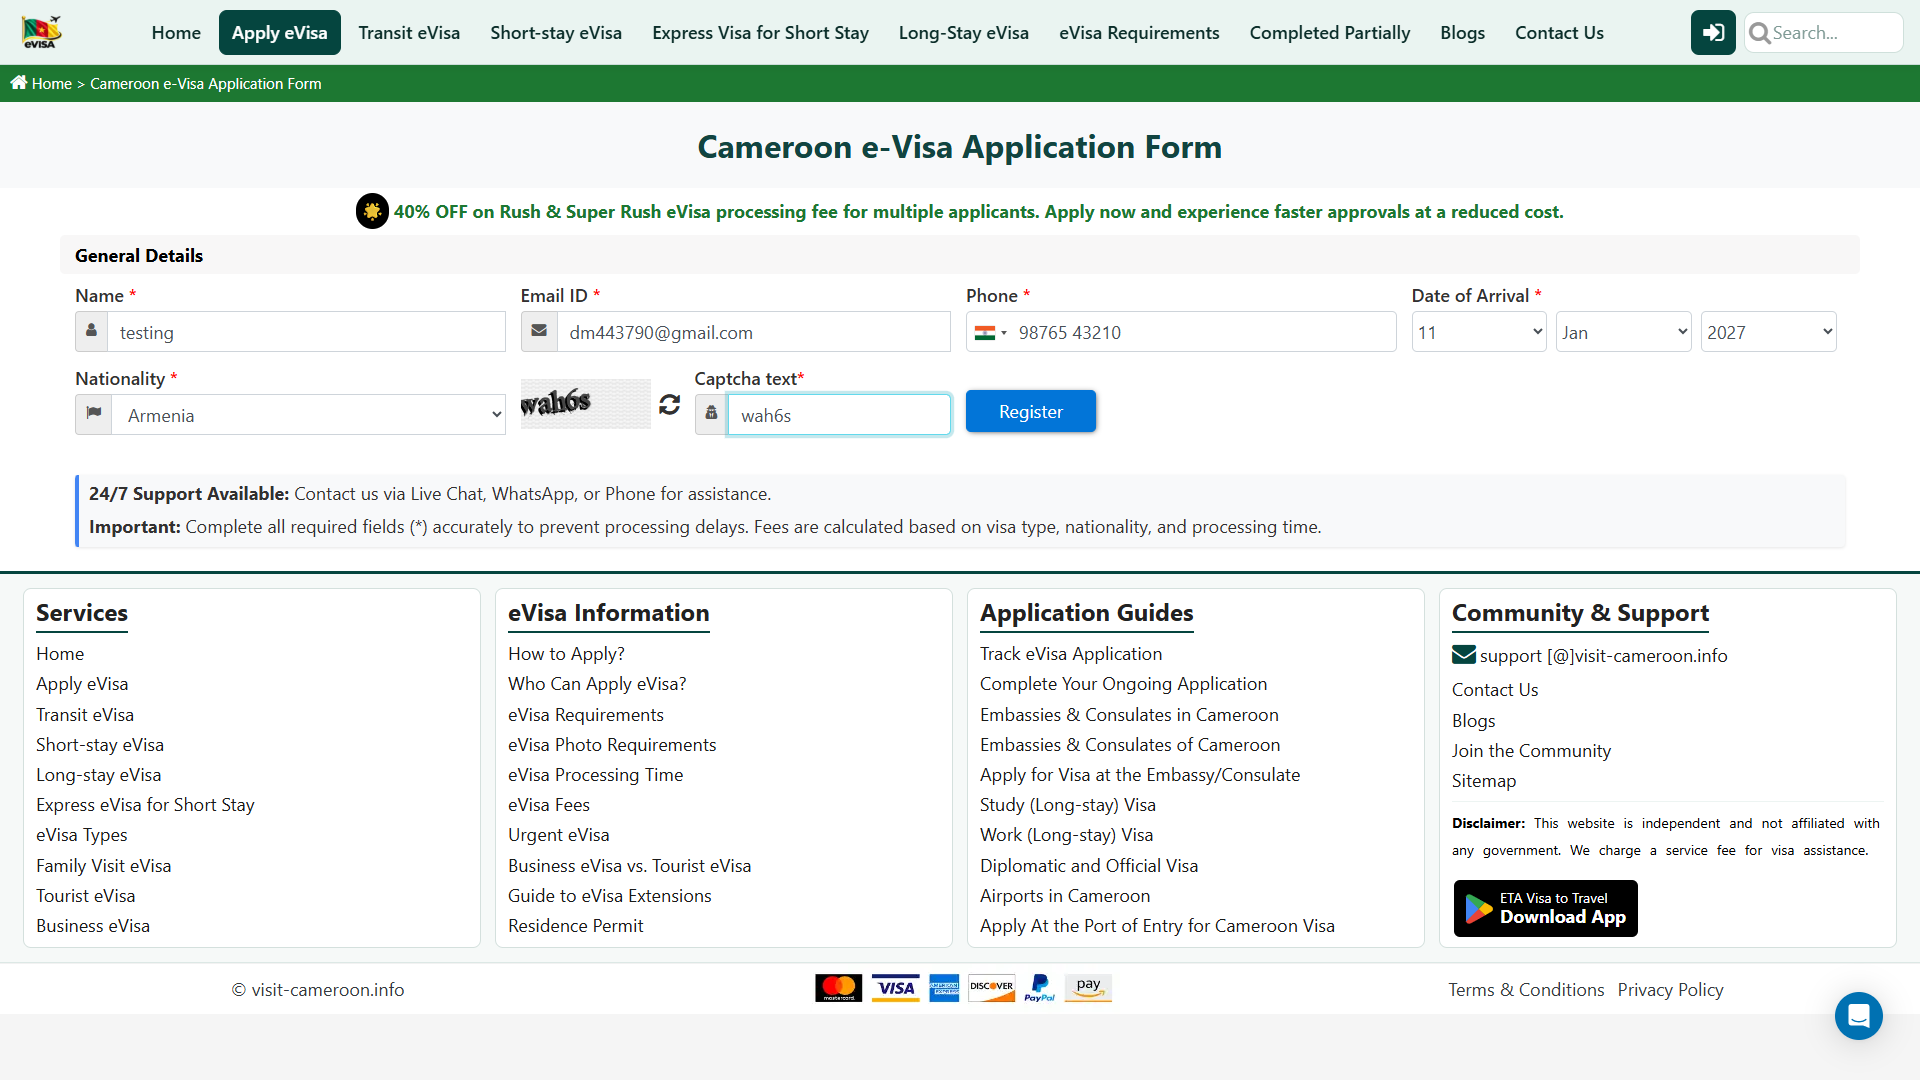 eVISA
Home
Apply eVisa
Transit eVisa
Short-stay eVisa
Express Visa for Short Stay
Long-Stay eVisa
eVisa Requirements
Completed Partially
Blogs
Contact Us
Search...
Home > Cameroon e-Visa Application Form
Cameroon e-Visa Application Form
40% OFF on Rush & Super Rush eVisa processing fee for multiple applicants. Apply now and experience faster approvals at a reduced cost.
General Details
Name *
testing
Email ID *
dm443790@gmail.com
Phone *
98765 43210
Date of Arrival *
11
Jan
2027
Nationality *
Armenia
wah6s
Captcha text*
wah6s
Register
24/7 Support Available: Contact us via Live Chat, WhatsApp, or Phone for assistance.
Important: Complete all required fields (*) accurately to prevent processing delays. Fees are calculated based on visa type, nationality, and processing time.
Services
Home
Apply eVisa
Transit eVisa
Short-stay eVisa
Long-stay eVisa
Express eVisa for Short Stay
eVisa Types
Family Visit eVisa
Tourist eVisa
Business eVisa
eVisa Information
How to Apply?
Who Can Apply eVisa?
eVisa Requirements
eVisa Photo Requirements
eVisa Processing Time
eVisa Fees
Urgent eVisa
Business eVisa vs. Tourist eVisa
Guide to eVisa Extensions
Residence Permit
Application Guides
Track eVisa Application
Complete Your Ongoing Application
Embassies & Consulates in Cameroon
Embassies & Consulates of Cameroon
Apply for Visa at the Embassy/Consulate
Study (Long-stay) Visa
Work (Long-stay) Visa
Diplomatic and Official Visa
Airports in Cameroon
Apply At the Port of Entry for Cameroon Visa
Community & Support
support [@]visit-cameroon.info
Contact Us
Blogs
Join the Community
Sitemap
Disclaimer: This website is independent and not affiliated with
any government. We charge a service fee for visa assistance.
ETA Visa to Travel
Download App
© visit-cameroon.info
mastercard
VISA
AMERICAN EXPRESS
DISCOVER
PayPal
pay
Terms & Conditions
Privacy Policy